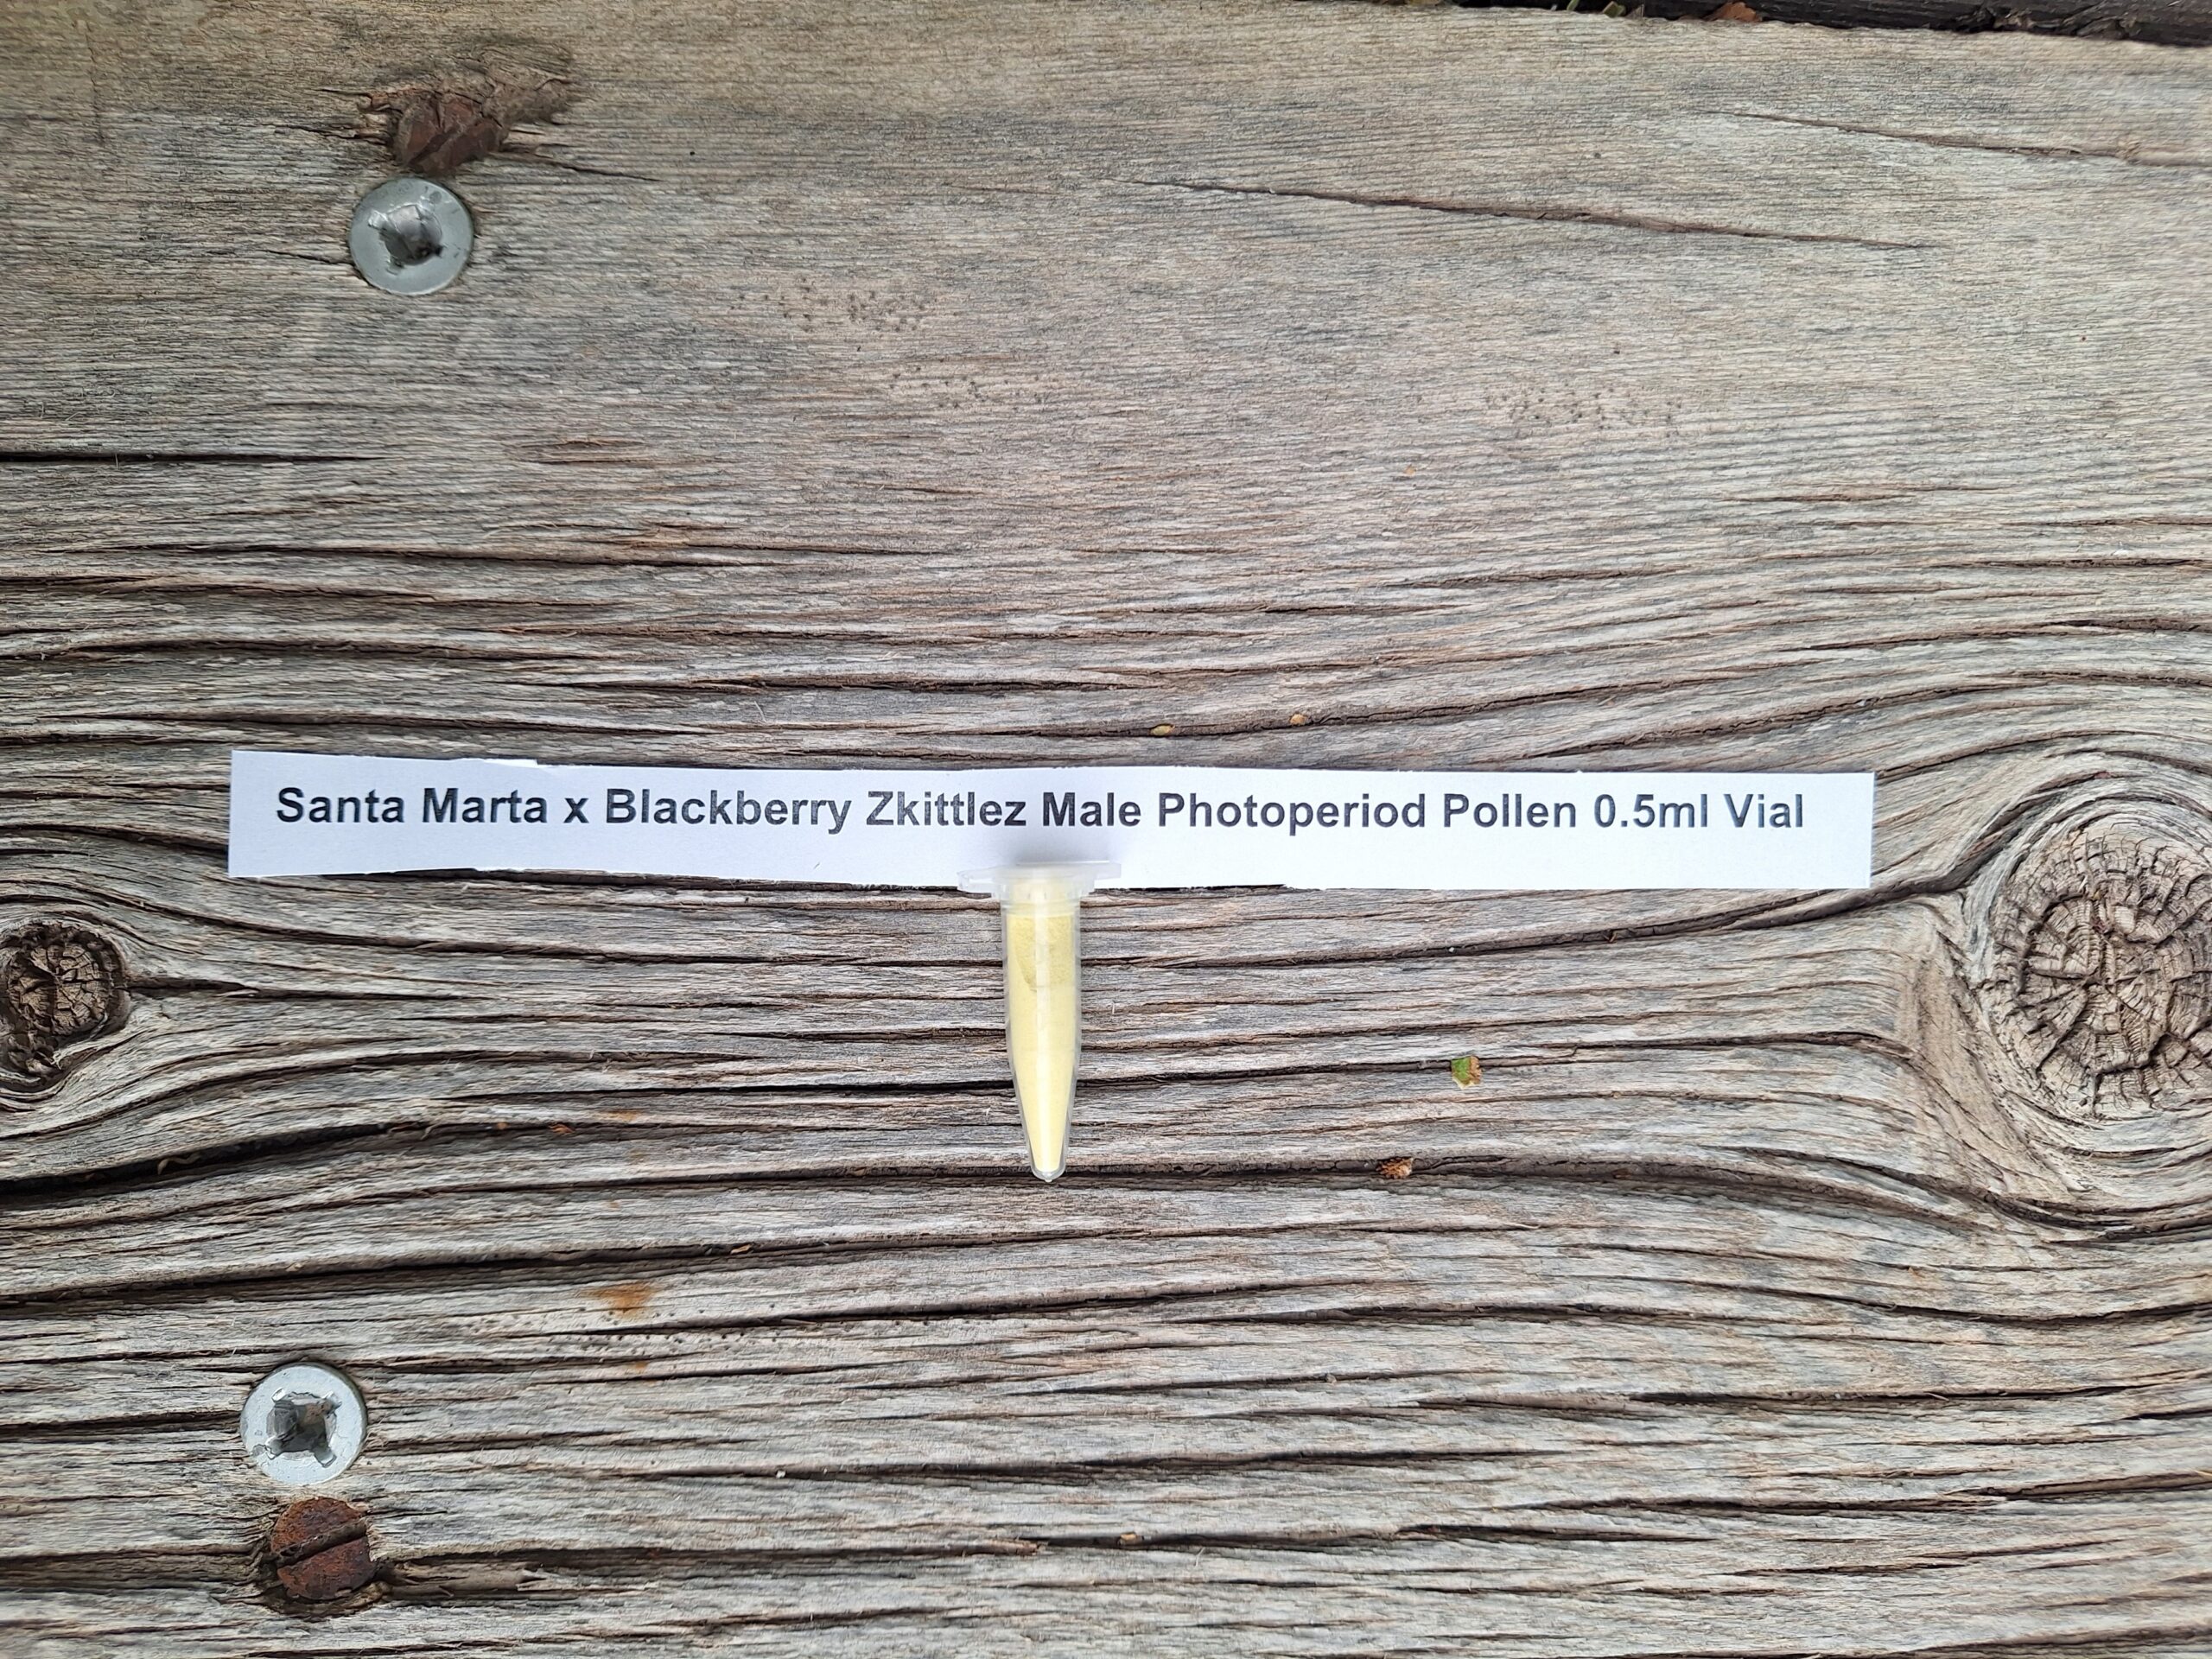 Santa Marta x Blackberry Zkittlez Male Photoperiod Pollen 0.5ml Vial